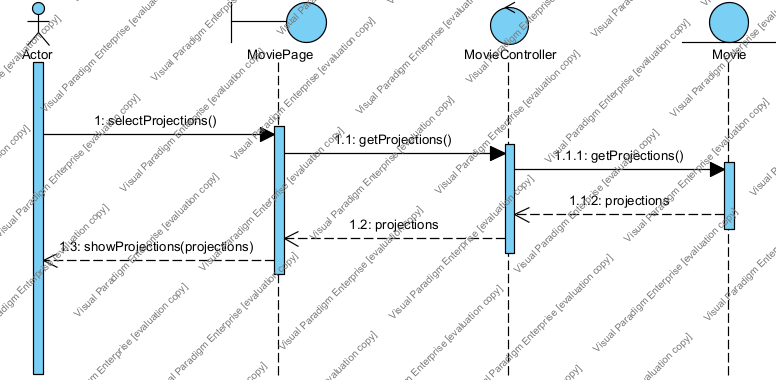 Actor
MoviePage
MovieController
Movie
1: selectProjections()
1.1: getProjections()
1.1.1: getProjections()
1.1.2: projections
1.2: projections
1.3: showProjections(projections)
Visual Paradigm Enterprise [evaluation copy]